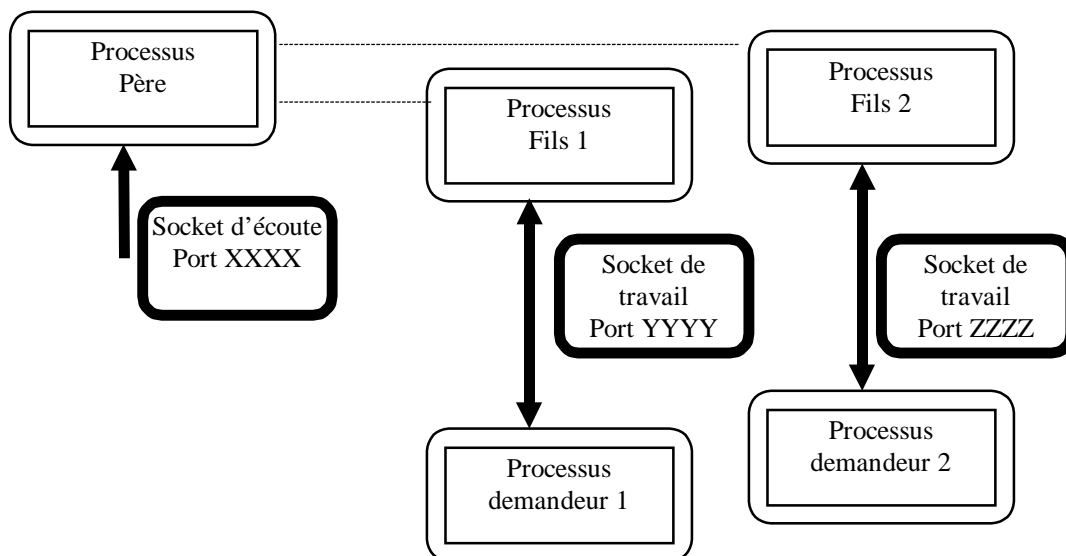 Processus
Père
Processus
Fils 1
Processus
Fils 2
Socket d’écoute
Port XXXX
Socket de
travail
Port YYYY
Socket de
travail
Port ZZZZ
Processus
demandeur 1
Processus
demandeur 2